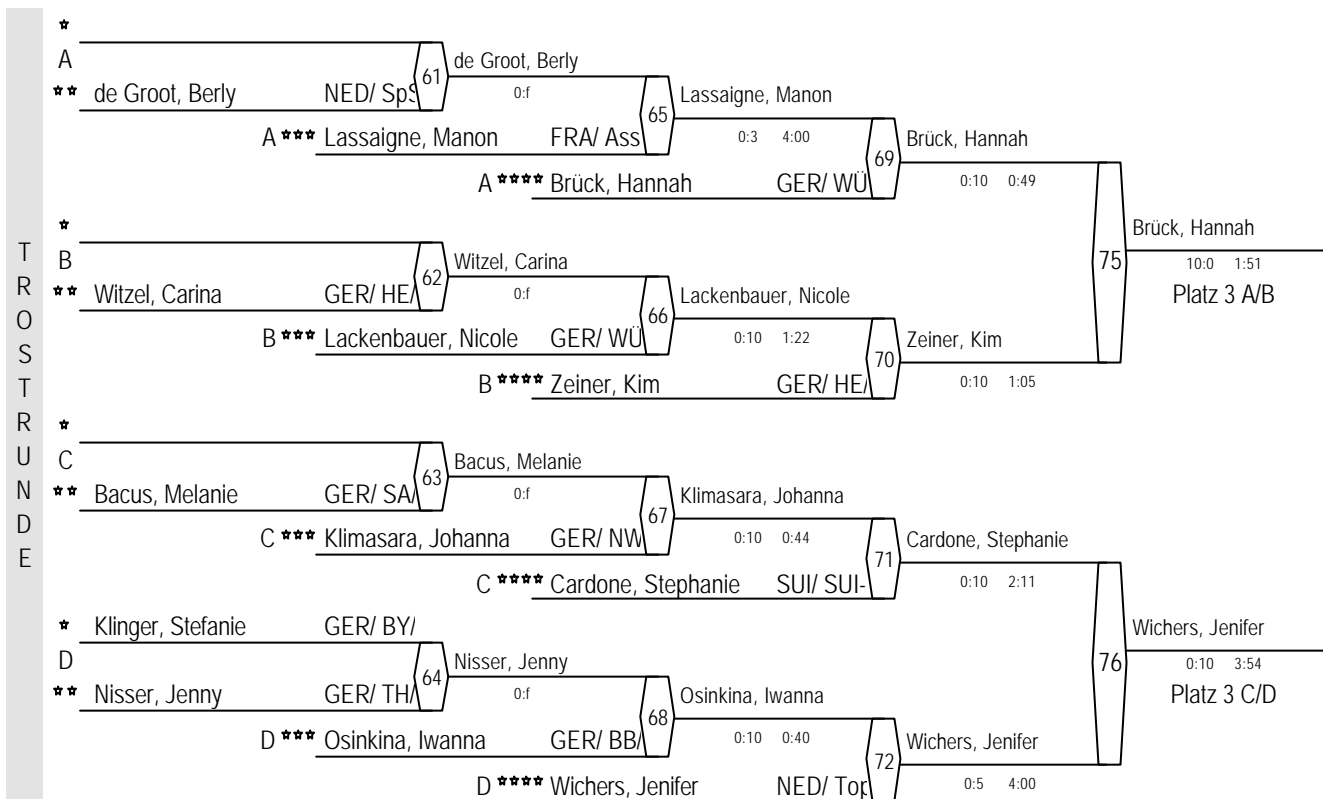 TROSTRUNDE
*
A
61
de Groot, Berly
** de Groot, Berly NED/ SpS
0:f
65
Lassaigne, Manon
A *** Lassaigne, Manon FRA/ Ass
0:3 4:00
69
Brück, Hannah
A **** Brück, Hannah GER/ WÜ
0:10 0:49
*
B
62
Witzel, Carina
** Witzel, Carina GER/ HE/
0:f
66
Lackenbauer, Nicole
B *** Lackenbauer, Nicole GER/ WÜ
0:10 1:22
70
Zeiner, Kim
B **** Zeiner, Kim GER/ HE/
0:10 1:05
75
Brück, Hannah
10:0 1:51
Platz 3 A/B
*
C
63
Bacus, Melanie
** Bacus, Melanie GER/ SA/
0:f
67
Klimasara, Johanna
C *** Klimasara, Johanna GER/ NW
0:10 0:44
71
Cardone, Stephanie
C **** Cardone, Stephanie SUI/ SUI-
0:10 2:11
* Klinger, Stefanie GER/ BY/
D
64
Nisser, Jenny
** Nisser, Jenny GER/ TH/
0:f
68
Osinkina, Iwanna
D *** Osinkina, Iwanna GER/ BB/
0:10 0:40
72
Wichers, Jenifer
D **** Wichers, Jenifer NED/ Top
0:5 4:00
76
Wichers, Jenifer
0:10 3:54
Platz 3 C/D